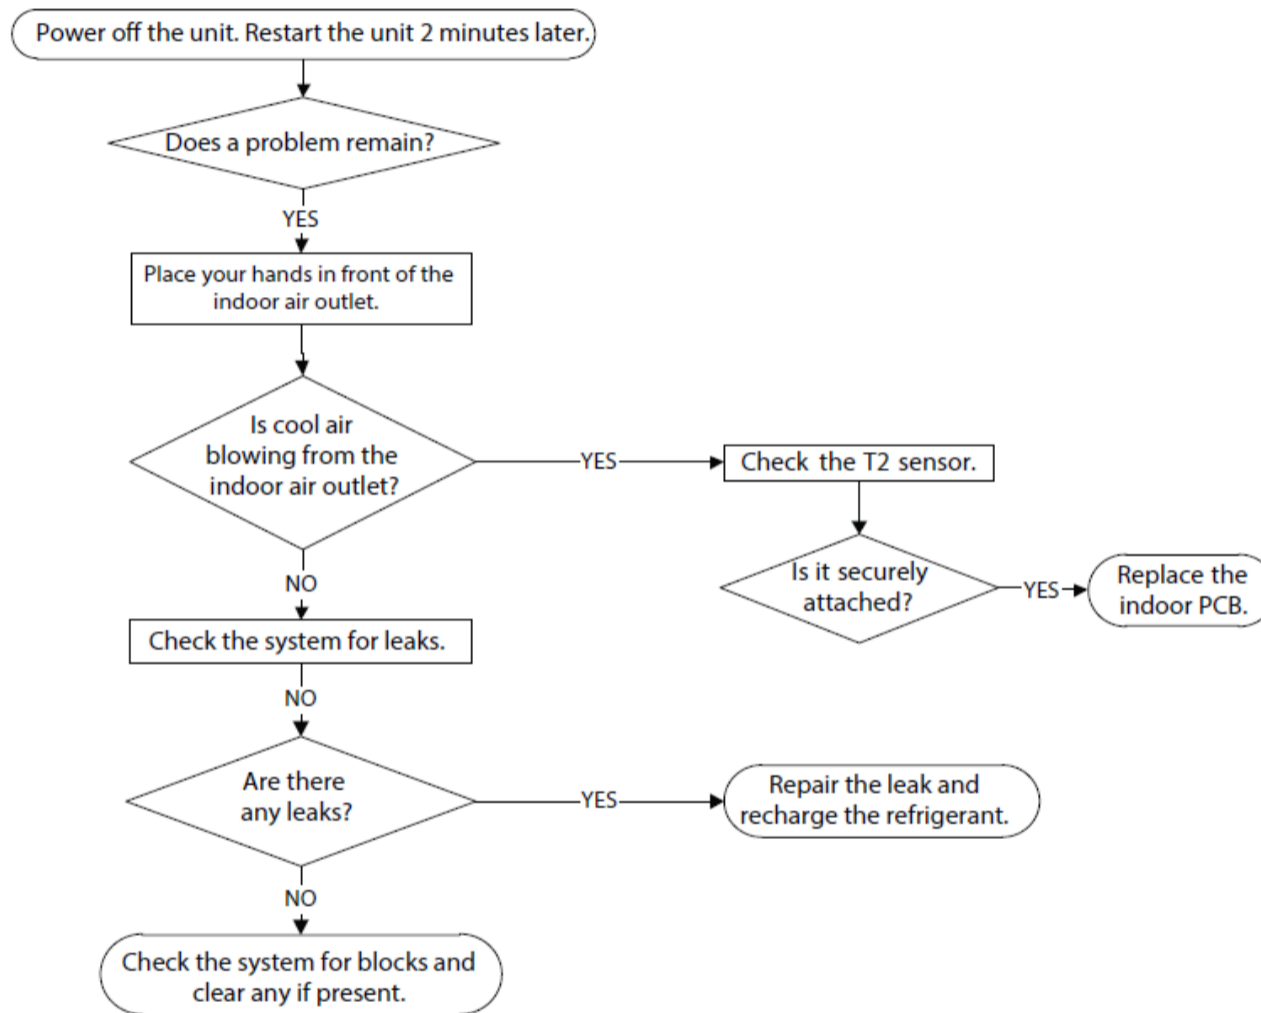 Power off the unit. Restart the unit 2 minutes later.
Does a problem remain?
YES
Place your hands in front of the
indoor air outlet.
Is cool air
blowing from the
indoor air outlet?
YES
Check the T2 sensor.
Is it securely
attached?
YES
Replace the
indoor PCB.
NO
Check the system for leaks.
NO
Are there
any leaks?
YES
Repair the leak and
recharge the refrigerant.
NO
Check the system for blocks and
clear any if present.